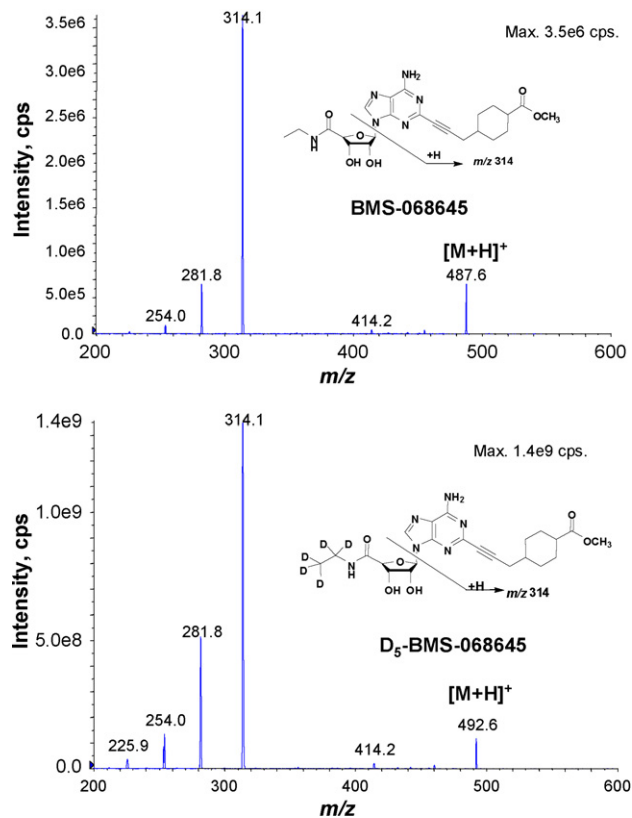 Max. 3.5e6 cps.
Intensity, cps
3.5e6
3.0e6
2.5e6
2.0e6
1.5e6
1.0e6
5.0e5
0.0
314.1
281.8
254.0
414.2
487.6
[M+H]+
NH2
N
N
N
N
O
OCH3
O
N
H
O
OH
OH
+H
m/z 314
BMS-068645
200
300
400
500
600
m/z
Max. 1.4e9 cps.
Intensity, cps
1.4e9
1.0e9
5.0e8
0.0
314.1
281.8
254.0
225.9
414.2
492.6
[M+H]+
NH2
N
N
N
N
O
OCH3
D
D
D
D
D
O
N
H
O
OH
OH
+H
m/z 314
D5-BMS-068645
200
300
400
500
600
m/z